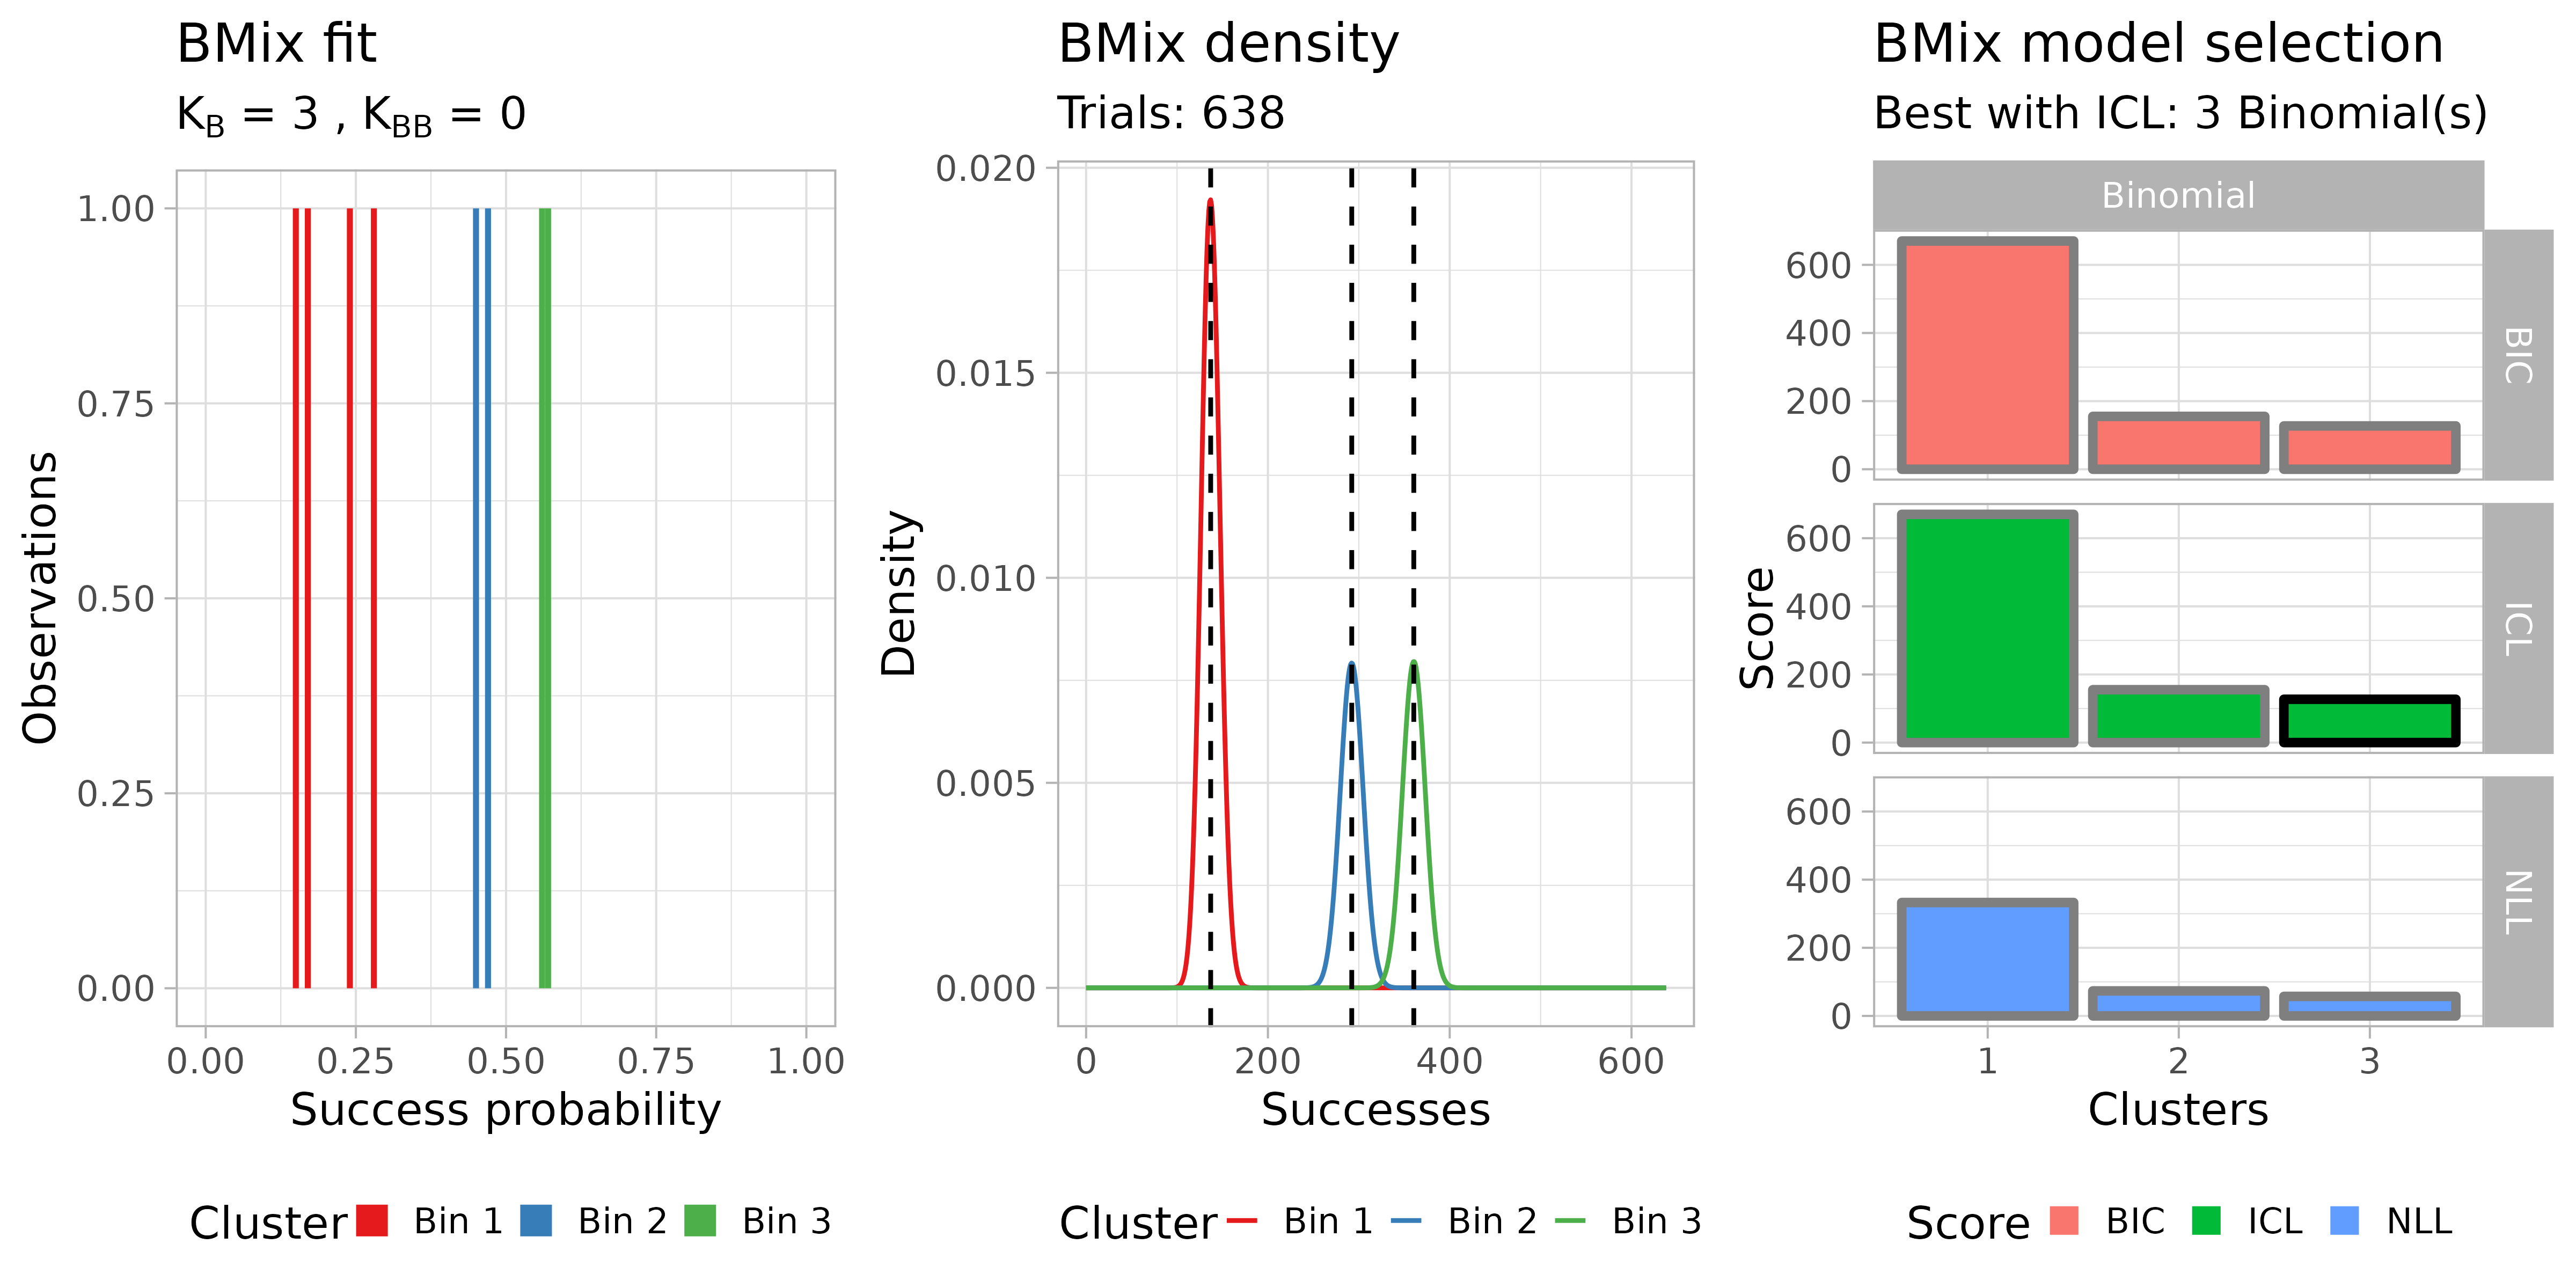 BMix fit
K_B = 3 , K_BB = 0
Observations
1.00
0.75
0.50
0.25
0.00
0.00 0.25 0.50 0.75 1.00
Success probability
Cluster Bin 1 Bin 2 Bin 3
BMix density
Trials: 638
Density
0.020
0.015
0.010
0.005
0.000
0 200 400 600
Successes
Cluster Bin 1 Bin 2 Bin 3
BMix model selection
Best with ICL: 3 Binomial(s)
Binomial
Score
600
400
200
0
BIC
600
400
200
0
ICL
600
400
200
0
NLL
1 2 3
Clusters
Score BIC ICL NLL